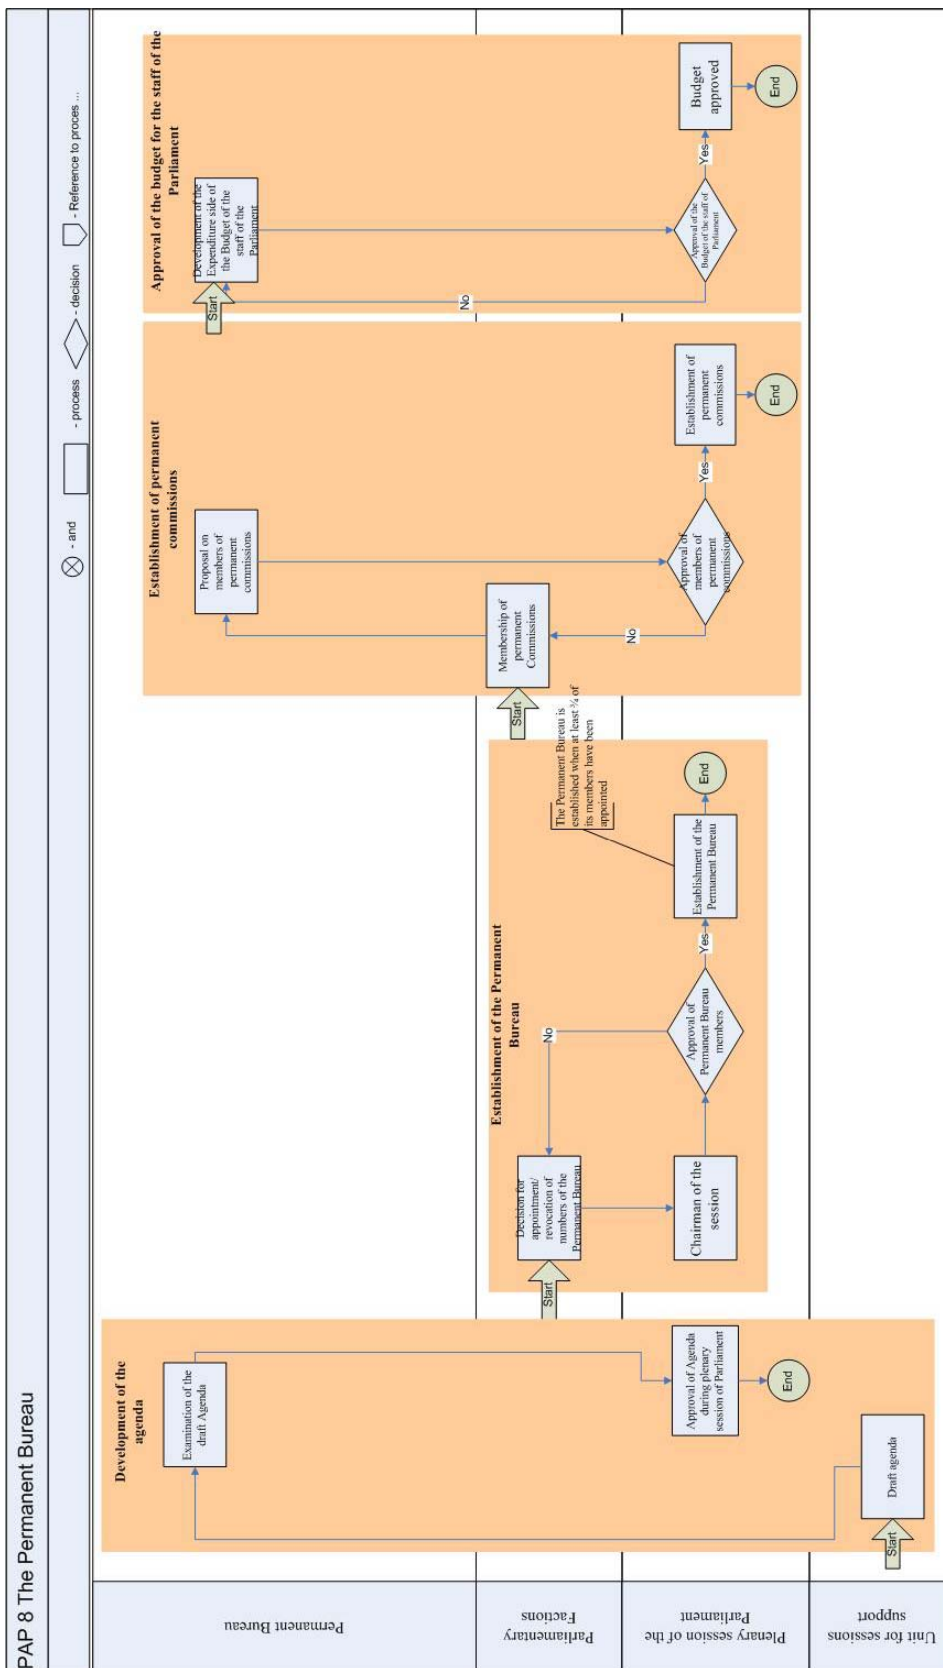 PAP 8 The Permanent Bureau
- and
- process
- decision
- Reference to proces ...
Permanent Bureau
Parliamentary
Factions
Plenary session of the
Parliament
Unit for sessions
support
Development of the
agenda
Start
Draft agenda
Examination of the
draft Agenda
Approval of Agenda
during plenary
session of Parliament
End
Establishment of the Permanent
Bureau
Start
Decision for
appointment/
revocation of
numbers of the
Permanent Bureau
Chairman of the
session
Approval of
Permanent Bureau
members
No
Yes
Establishment of the
Permanent Bureau
End
The Permanent Bureau is
established when at least ¾ of
its members have been
appointed
Establishment of permanent
commissions
Start
Membership of
permanent
Commissions
Proposal on
members of
permanent
commissions
Approval of
members of
permanent
commissions
No
Yes
Establishment of
permanent
commissions
End
Approval of the budget for the staff of the
Parliament
Start
Development of the
Expenditure side of
the Budget of the
staff of the
Parliament
Approval of the
Budget of the staff of
Parliament
No
Yes
Budget
approved
End